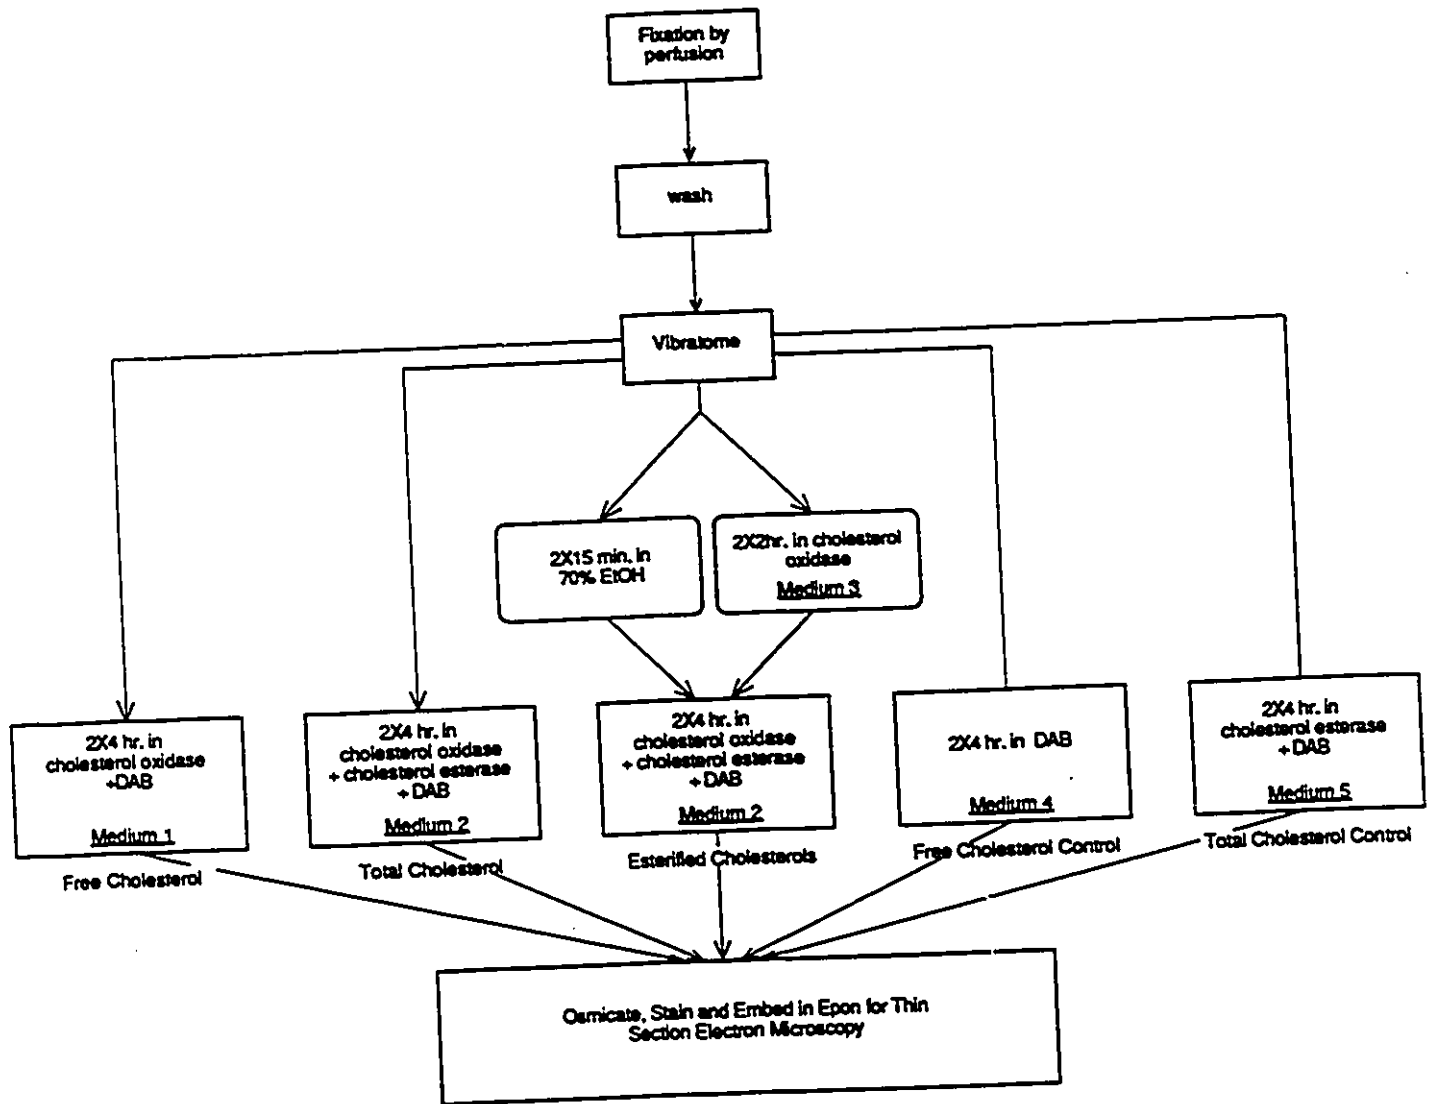 Fixation by
perfusion
wash
Vibratome
2X15 min. in
70% EtOH
2X2hr. in cholesterol
oxidase
Medium 3
2X4 hr. in
cholesterol oxidase
+DAB
Medium 1
2X4 hr. in
cholesterol oxidase
+ cholesterol esterase
+ DAB
Medium 2
2X4 hr. in
cholesterol oxidase
+ cholesterol esterase
+ DAB
Medium 2
2X4 hr. in DAB
Medium 4
2X4 hr. in
cholesterol esterase
+ DAB
Medium 5
Free Cholesterol
Total Cholesterol
Esterified Cholesterols
Free Cholesterol Control
Total Cholesterol Control
Osmicate, Stain and Embed in Epon for Thin
Section Electron Microscopy